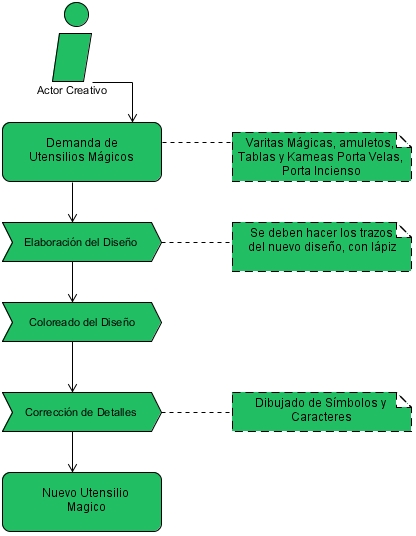 Actor Creativo
Demanda de
Utensilios Mágicos
Varitas Mágicas, amuletos,
Tablas y Kameas Porta Velas,
Porta Incienso
Elaboración del Diseño
Se deben hacer los trazos
del nuevo diseño, con lápiz
Coloreado del Diseño
Corrección de Detalles
Dibujado de Símbolos y
Caracteres
Nuevo Utensilio
Magico